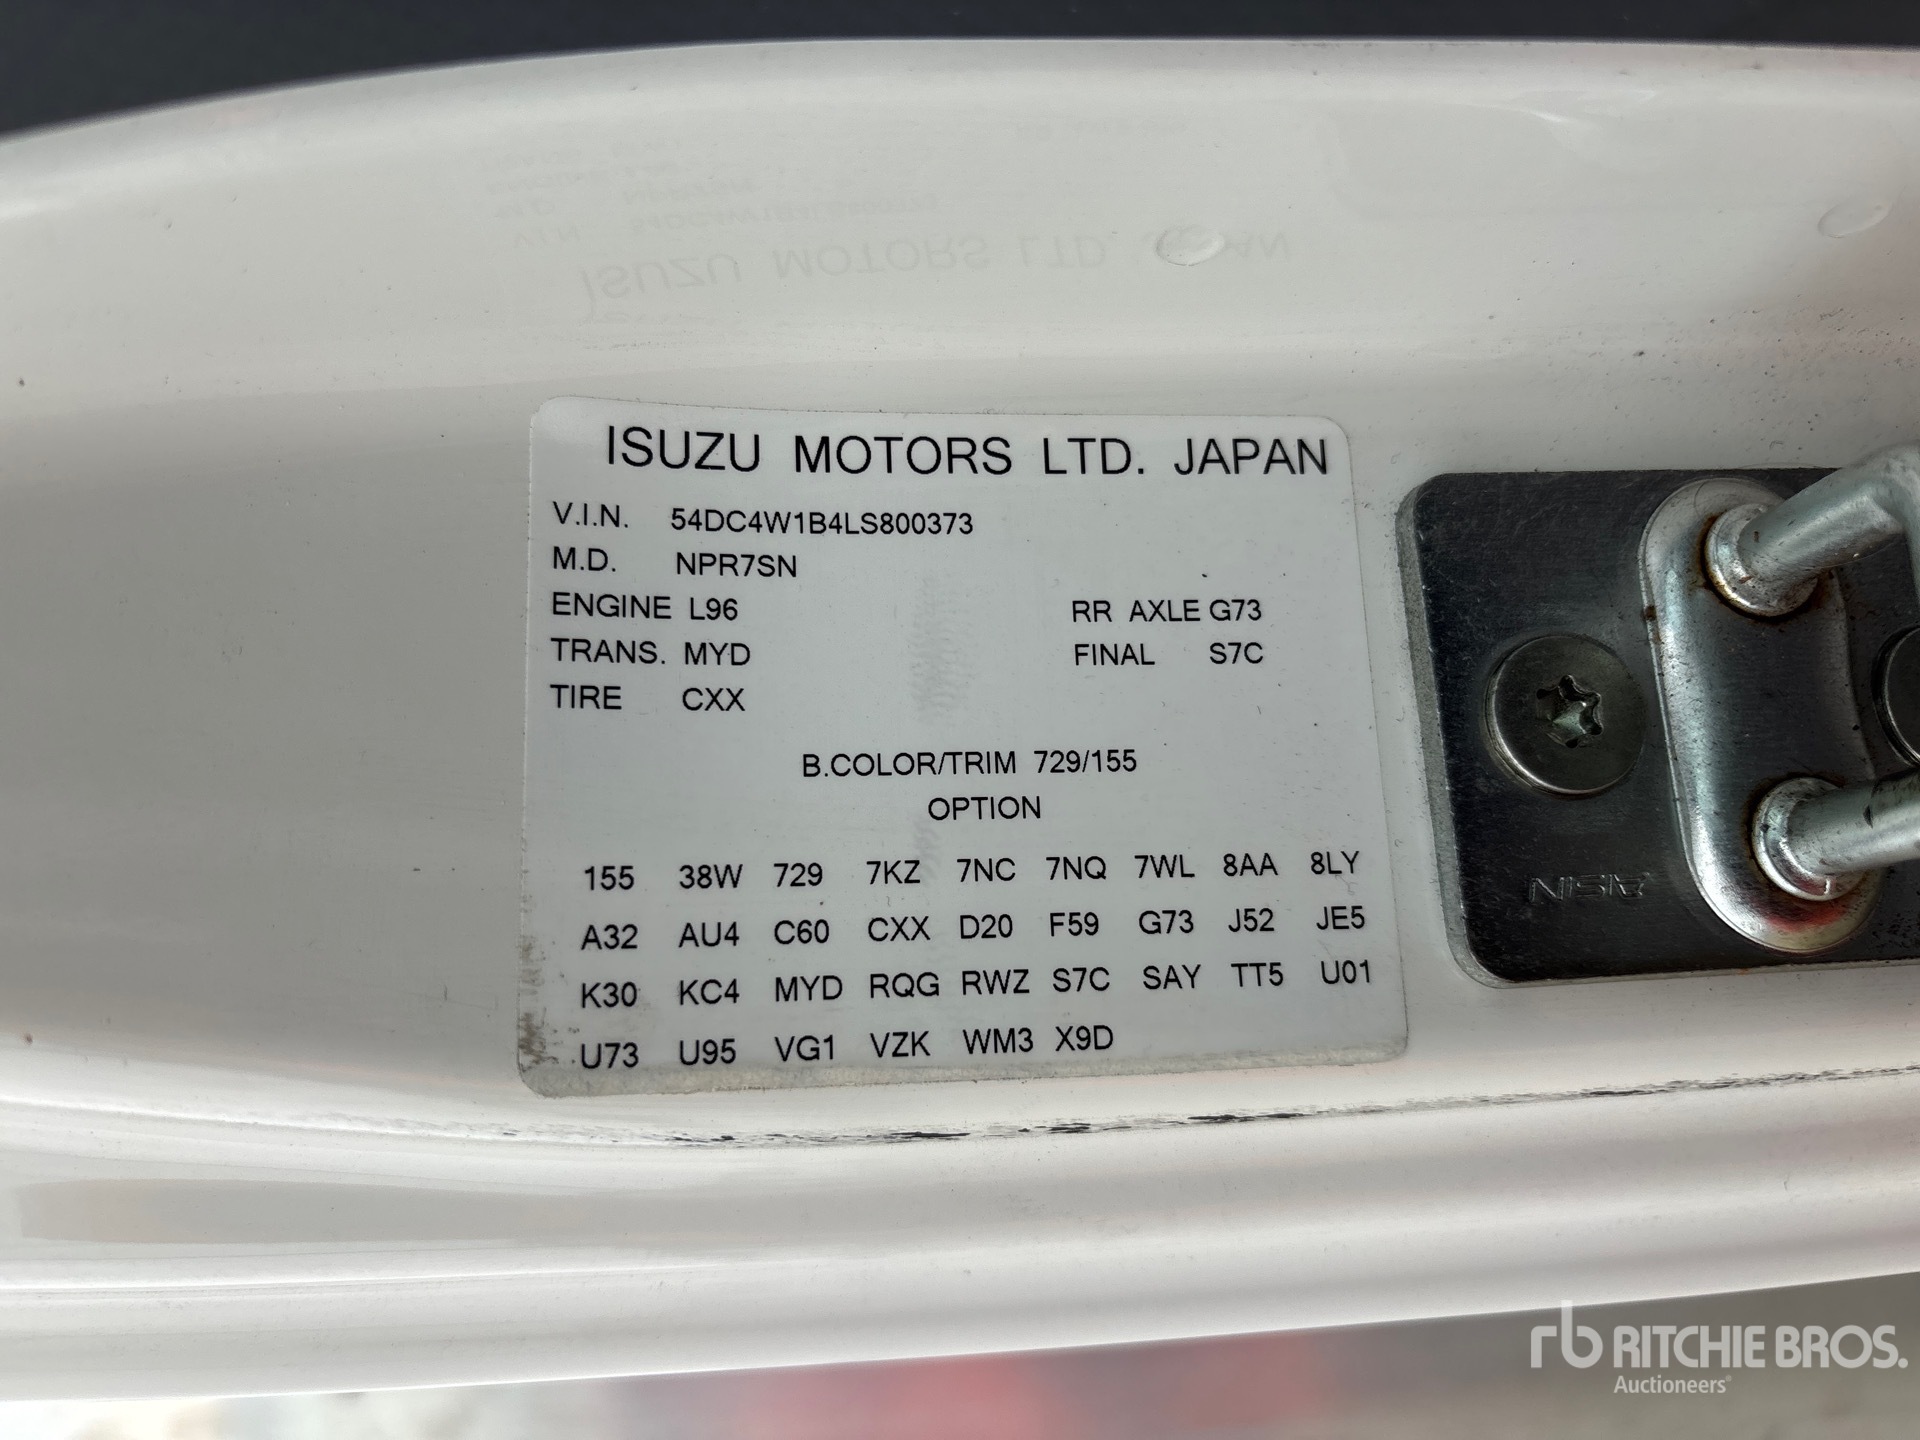 ISUZU MOTORS LTD. JAPAN
V.I.N. 54DC4W1B4LS800373
M.D. NPR7SN
ENGINE L96 RR AXLE G73
TRANS. MYD FINAL S7C
TIRE CXX
B.COLOR/TRIM 729/155
OPTION
155 38W 729 7KZ 7NC 7NQ 7WL 8AA 8LY
A32 AU4 C60 CXX D20 F59 G73 J52 JE5
K30 KC4 MYD RQG RWZ S7C SAY TT5 U01
U73 U95 VG1 VZK WM3 X9D
AISIN
rb RITCHIE BROS.
Auctioneers